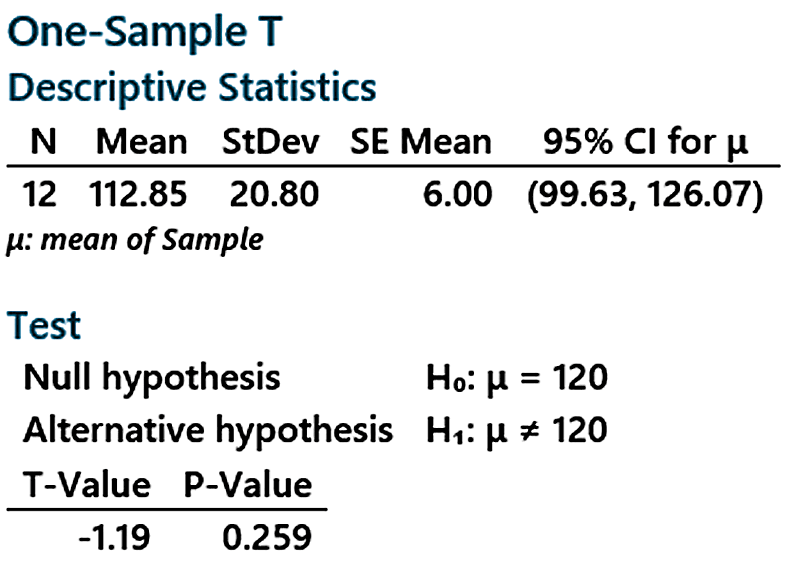 One-Sample T
Descriptive Statistics
N Mean StDev SE Mean 95% CI for μ
12 112.85 20.80 6.00 (99.63, 126.07)
μ: mean of Sample
Test
Null hypothesis H₀: μ = 120
Alternative hypothesis H₁: μ ≠ 120
T-Value P-Value
-1.19 0.259